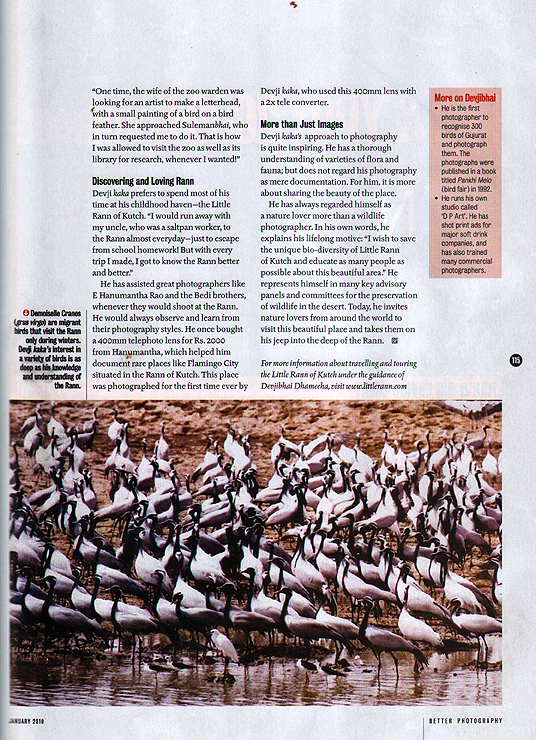 “One time, the wife of the zoo warden was
looking for an artist to make a letterhead,
with a small painting of a bird on a bird
feather. She approached Sulemanbhai, who
in turn requested me to do it. That is how
I was allowed to visit the zoo as well as its
library for research, whenever I wanted!”
Discovering and Loving Rann
Devji kaka prefers to spend most of his
time at his childhood haven—the Little
Rann of Kutch. “I would run away with
my uncle, who was a saltpan worker, to
the Rann almost everyday—just to escape
from school homework! But with every
trip I made, I got to know the Rann better
and better.”
He has assisted great photographers like
E Hanumantha Rao and the Bedi brothers,
whenever they would shoot at the Rann.
He would always observe and learn from
their photography styles. He once bought
a 400mm telephoto lens for Rs. 2000
from Hanumantha, which helped him
document rare places like Flamingo City
situated in the Rann of Kutch. This place
was photographed for the first time ever by
Devji kaka, who used this 400mm lens with
a 2x tele converter.
More than Just Images
Devji kaka’s approach to photography
is quite inspiring. He has a thorough
understanding of varieties of flora and
fauna; but does not regard his photography
as mere documentation. For him, it is more
about sharing the beauty of the place.
He has always regarded himself as
a nature lover more than a wildlife
photographer. In his own words, he
explains his lifelong motive: “I wish to save
the unique bio-diversity of Little Rann
of Kutch and educate as many people as
possible about this beautiful area.” He
represents himself in many key advisory
panels and committees for the preservation
of wildlife in the desert. Today, he invites
nature lovers from around the world to
visit this beautiful place and takes them on
his jeep into the deep of the Rann.
For more information about travelling and touring
the Little Rann of Kutch under the guidance of
Devjibhai Dhamecha, visit www.littlerann.com
More on Devjibhai
• He is the first
photographer to
recognise 300
birds of Gujurat
and photograph
them. The
photographs were
published in a book
titled Pankhi Melo
(bird fair) in 1992.
• He runs his own
studio called
‘D P Art’. He has
shot print ads for
major soft drink
companies, and
has also trained
many commercial
photographers.
Demoiselle Cranes
(grus virgo) are migrant
birds that visit the Rann
only during winters.
Devji kaka’s interest in
a variety of birds is as
deep as his knowledge
and understanding of
the Rann.
115
JANUARY 2010
BETTER PHOTOGRAPHY